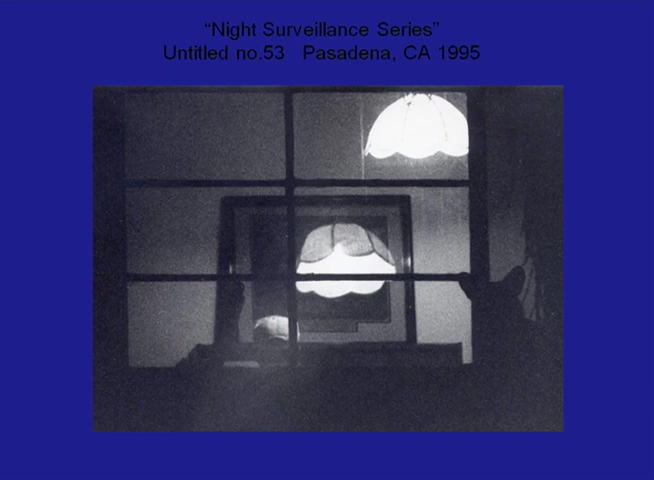 “Night Surveillance Series”
Untitled no.53 Pasadena, CA 1995